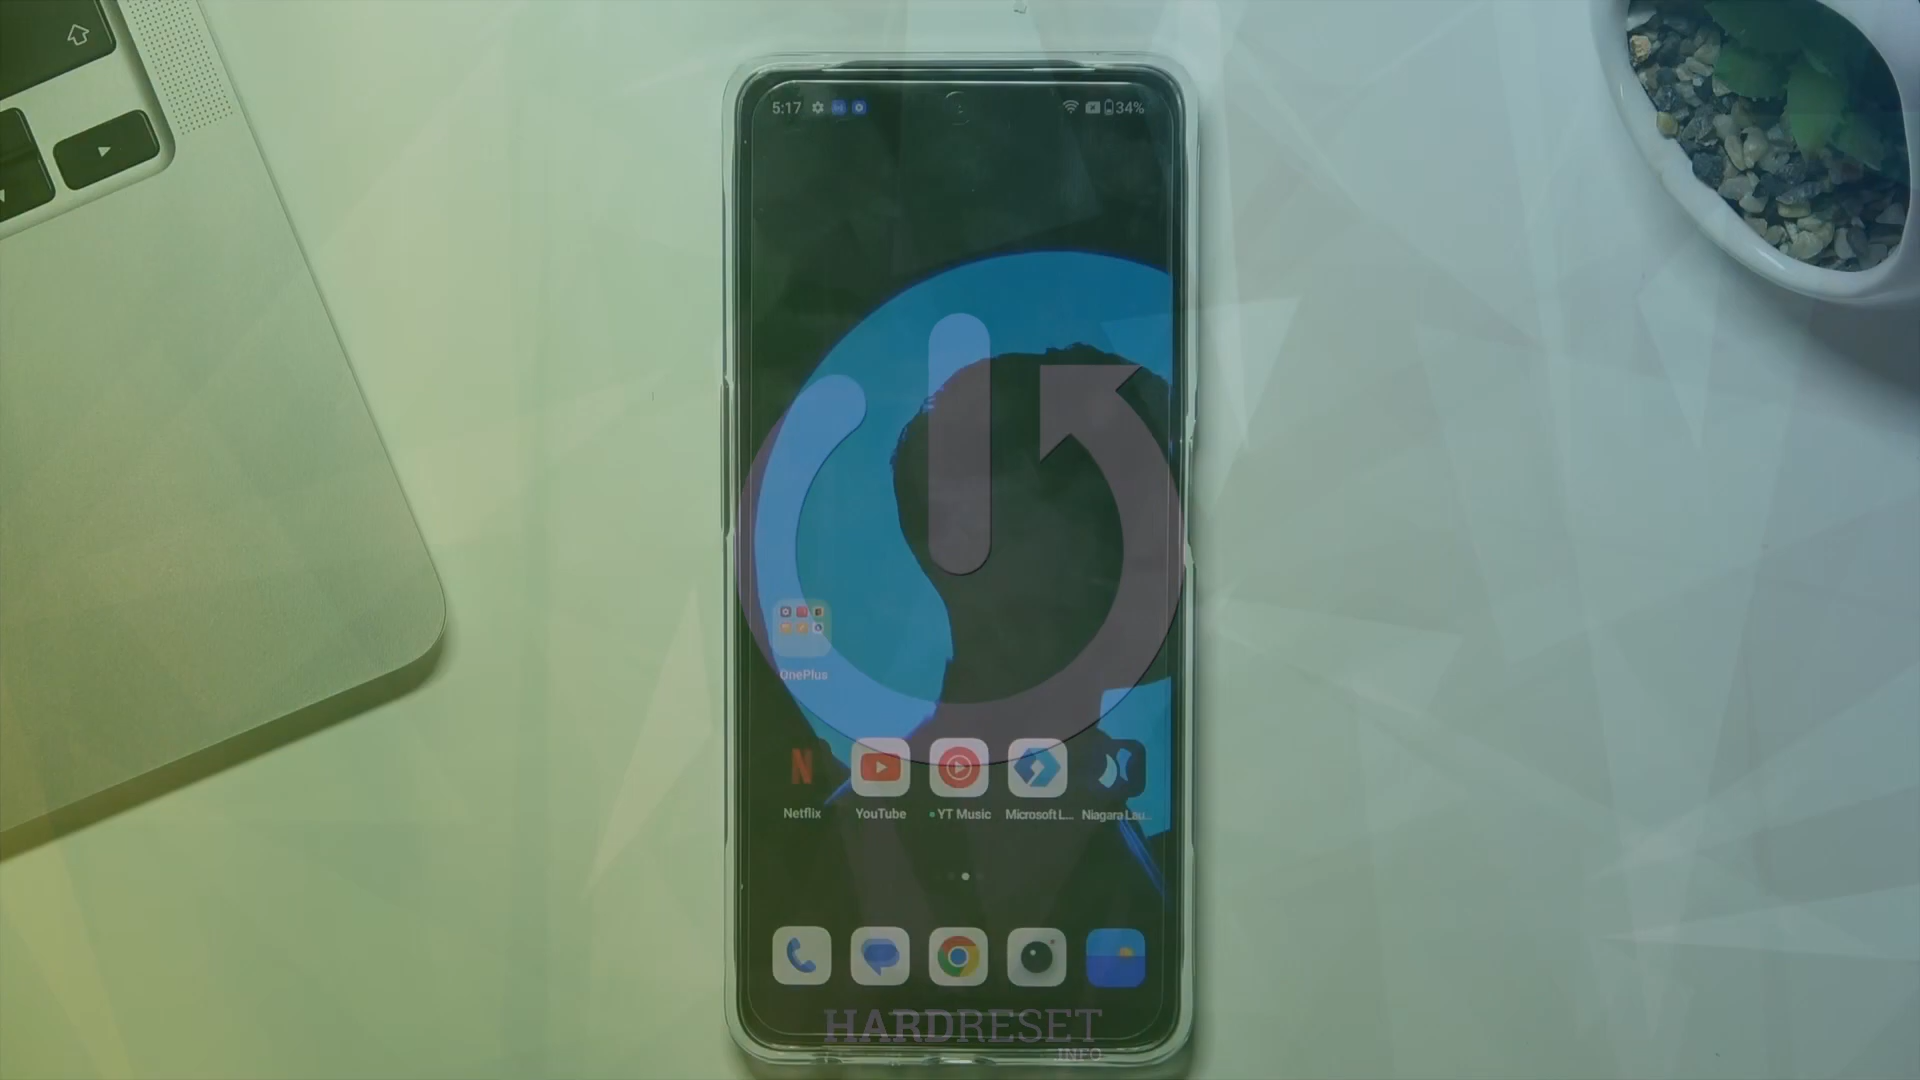 5:17 34%
OnePlus
Netflix YouTube YT Music Microsoft L... Niagara Lau...
HARDRESET
.INFO